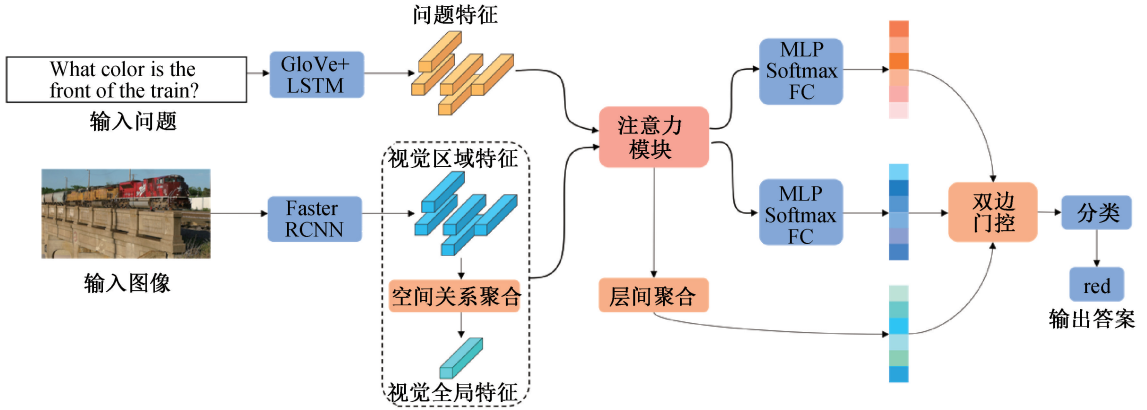 问题特征
What color is the
front of the train?
输入问题
GloVe+
LSTM
MLP
Softmax
FC
注意力
模块
视觉区域特征
Faster
RCNN
输入图像
MLP
Softmax
FC
双边
门控
分类
空间关系聚合
层间聚合
red
输出答案
视觉全局特征